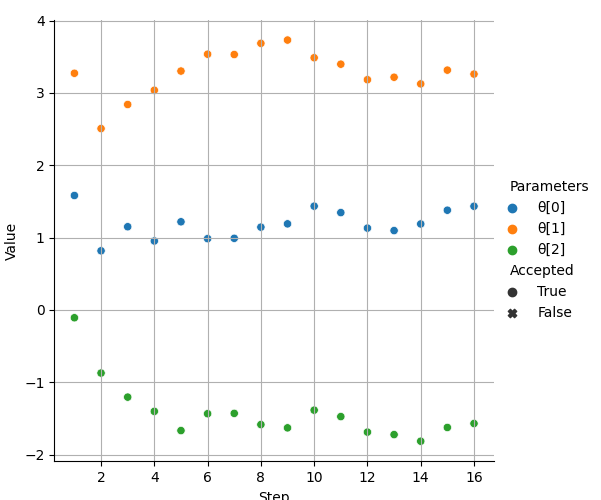 4
3
2
1
0
−1
−2
Value
2 4 6 8 10 12 14 16
Step
Parameters
θ[0]
θ[1]
θ[2]
Accepted
True
False